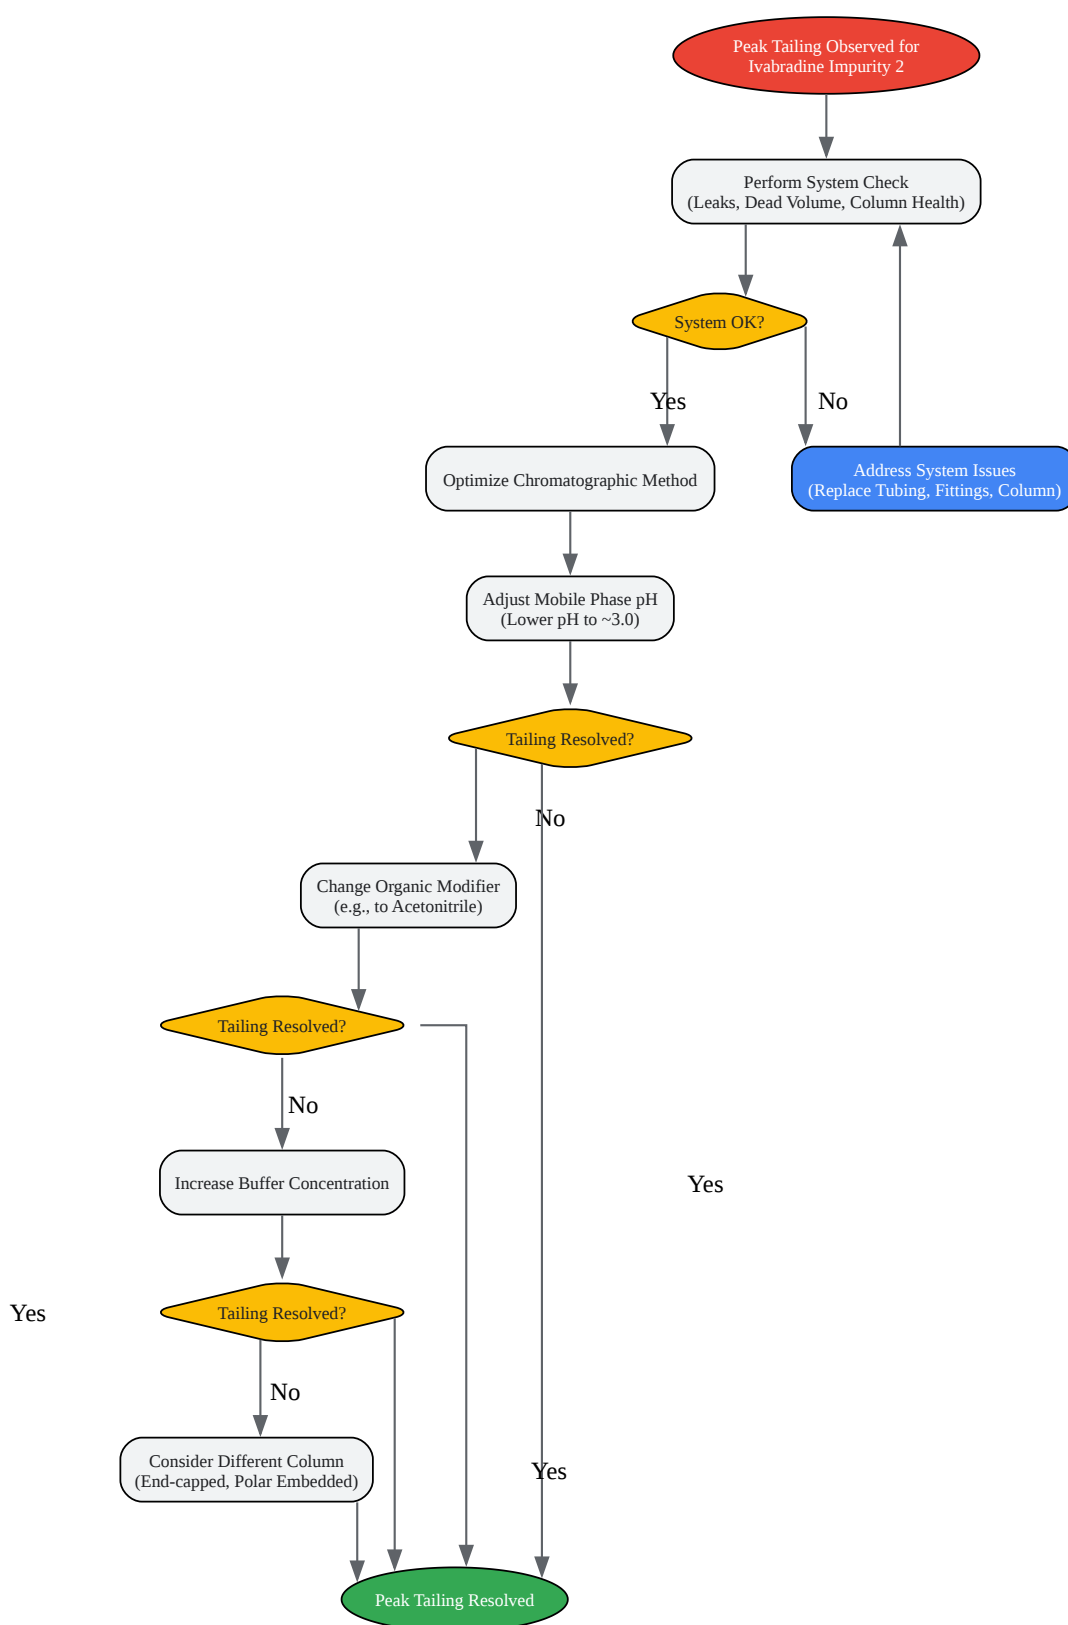 Peak Tailing Observed for
Ivabradine Impurity 2
Perform System Check
(Leaks, Dead Volume, Column Health)
System OK?
Yes
No
Optimize Chromatographic Method
Address System Issues
(Replace Tubing, Fittings, Column)
Adjust Mobile Phase pH
(Lower pH to ~3.0)
Tailing Resolved?
No
Change Organic Modifier
(e.g., to Acetonitrile)
Tailing Resolved?
No
Increase Buffer Concentration
Yes
Tailing Resolved?
Yes
No
Consider Different Column
(End-capped, Polar Embedded)
Yes
Peak Tailing Resolved